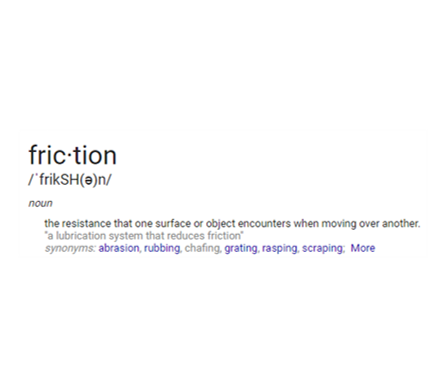 fric·tion
/ˈfrikSH(ə)n/
noun
the resistance that one surface or object encounters when moving over another.
"a lubrication system that reduces friction"
synonyms: abrasion, rubbing, chafing, grating, rasping, scraping; More